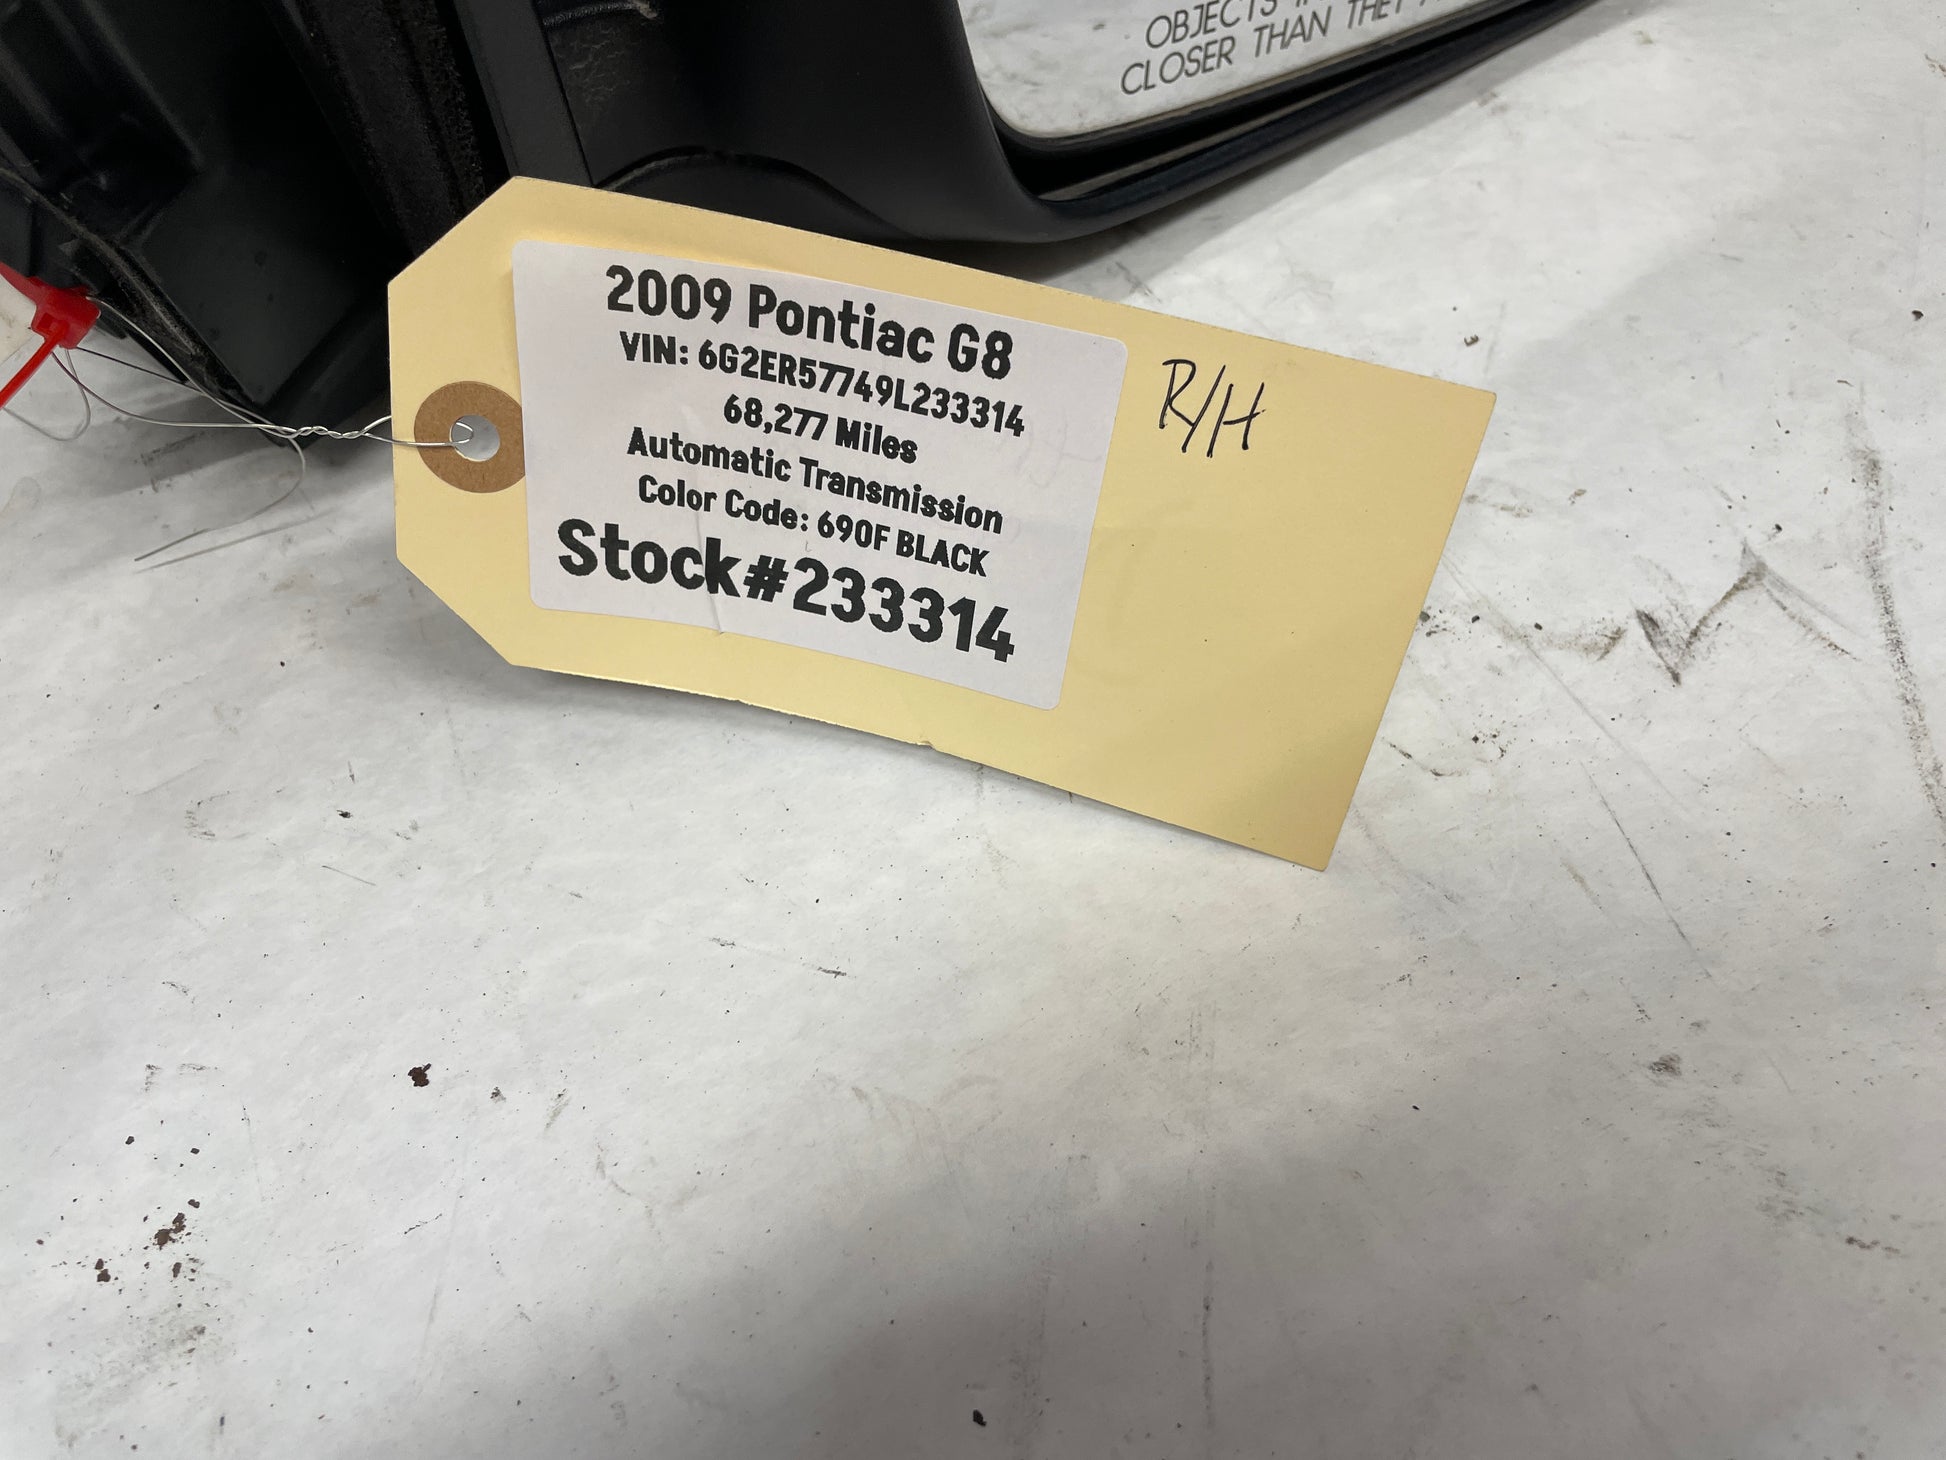 OBJECTS
CLOSER THAN THEY
2009 Pontiac G8
VIN: 6G2ER57749L233314
68,277 Miles
Automatic Transmission
Color Code: 690F BLACK
Stock#233314
R/H